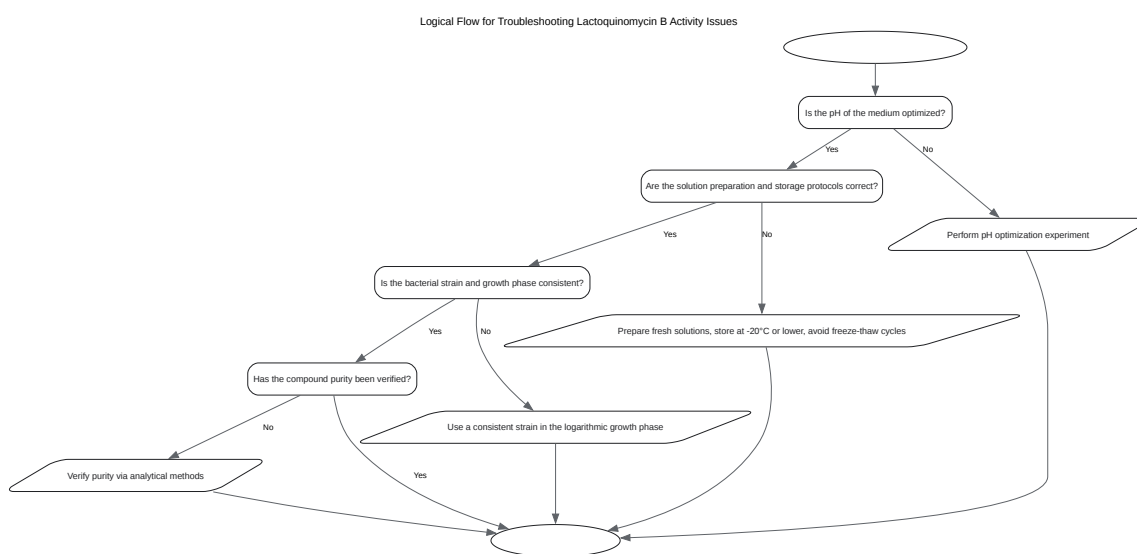 Logical Flow for Troubleshooting Lactoquinomycin B Activity Issues
Is the pH of the medium optimized?
Yes
No
Are the solution preparation and storage protocols correct?
Yes
No
Perform pH optimization experiment
Is the bacterial strain and growth phase consistent?
Yes
No
Prepare fresh solutions, store at -20°C or lower, avoid freeze-thaw cycles
Has the compound purity been verified?
No
Use a consistent strain in the logarithmic growth phase
Verify purity via analytical methods
Yes